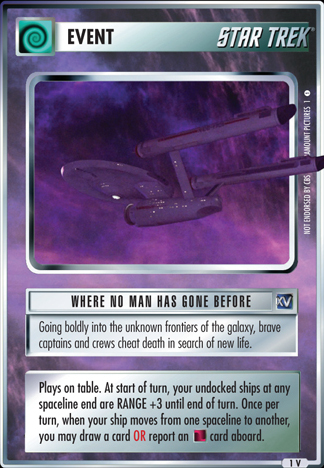 EVENT
STAR TREK
NOT ENDORSED BY CBS
AMOUNT PICTURES 1
WHERE NO MAN HAS GONE BEFORE
XV
Going boldly into the unknown frontiers of the galaxy, brave
captains and crews cheat death in search of new life.
Plays on table. At start of turn, your undocked ships at any
spaceline end are RANGE +3 until end of turn. Once per
turn, when your ship moves from one spaceline to another,
you may draw a card OR report an card aboard.
1 V